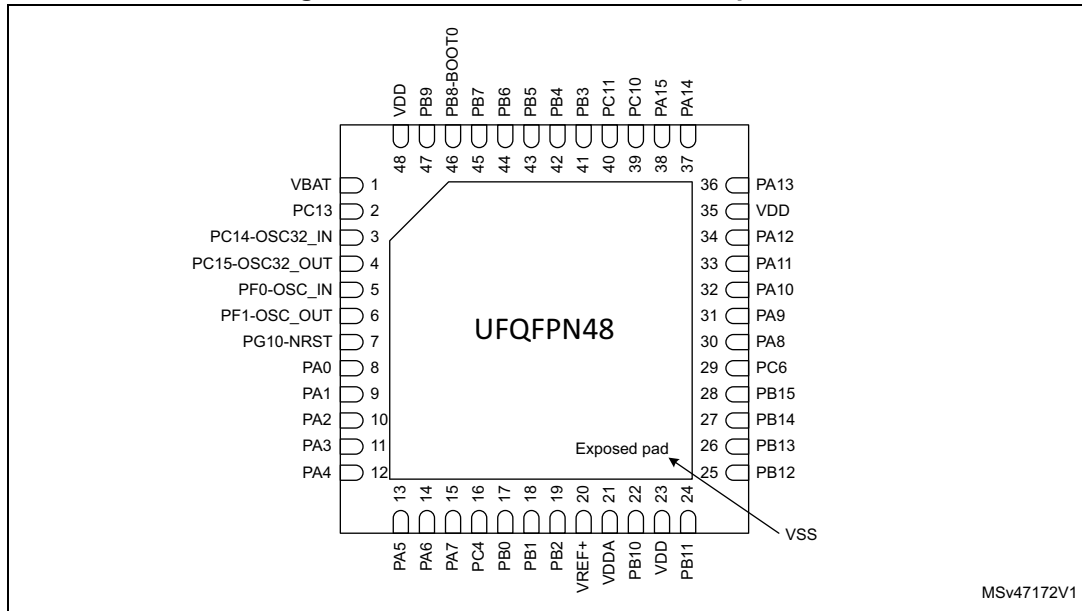 VDD
PB9
PB8-BOOT0
PB7
PB6
PB5
PB4
PB3
PC11
PC10
PA15
PA14
48 47 46 45 44 43 42 41 40 39 38 37
VBAT 1
PC13 2
PC14-OSC32_IN 3
PC15-OSC32_OUT 4
PF0-OSC_IN 5
PF1-OSC_OUT 6
PG10-NRST 7
PA0 8
PA1 9
PA2 10
PA3 11
PA4 12
UFQFPN48
Exposed pad
36 PA13
35 VDD
34 PA12
33 PA11
32 PA10
31 PA9
30 PA8
29 PC6
28 PB15
27 PB14
26 PB13
25 PB12
13 14 15 16 17 18 19 20 21 22 23 24
PA5
PA6
PA7
PC4
PB0
PB1
PB2
VREF+
VDDA
PB10
VDD
PB11
VSS
MSv47172V1